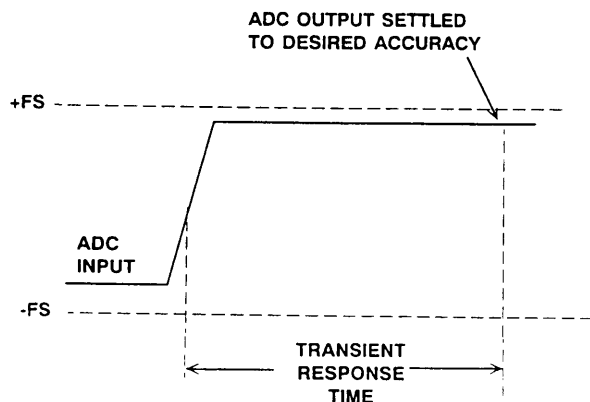 ADC OUTPUT SETTLED
TO DESIRED ACCURACY
+FS
ADC
INPUT
-FS
TRANSIENT
RESPONSE
TIME